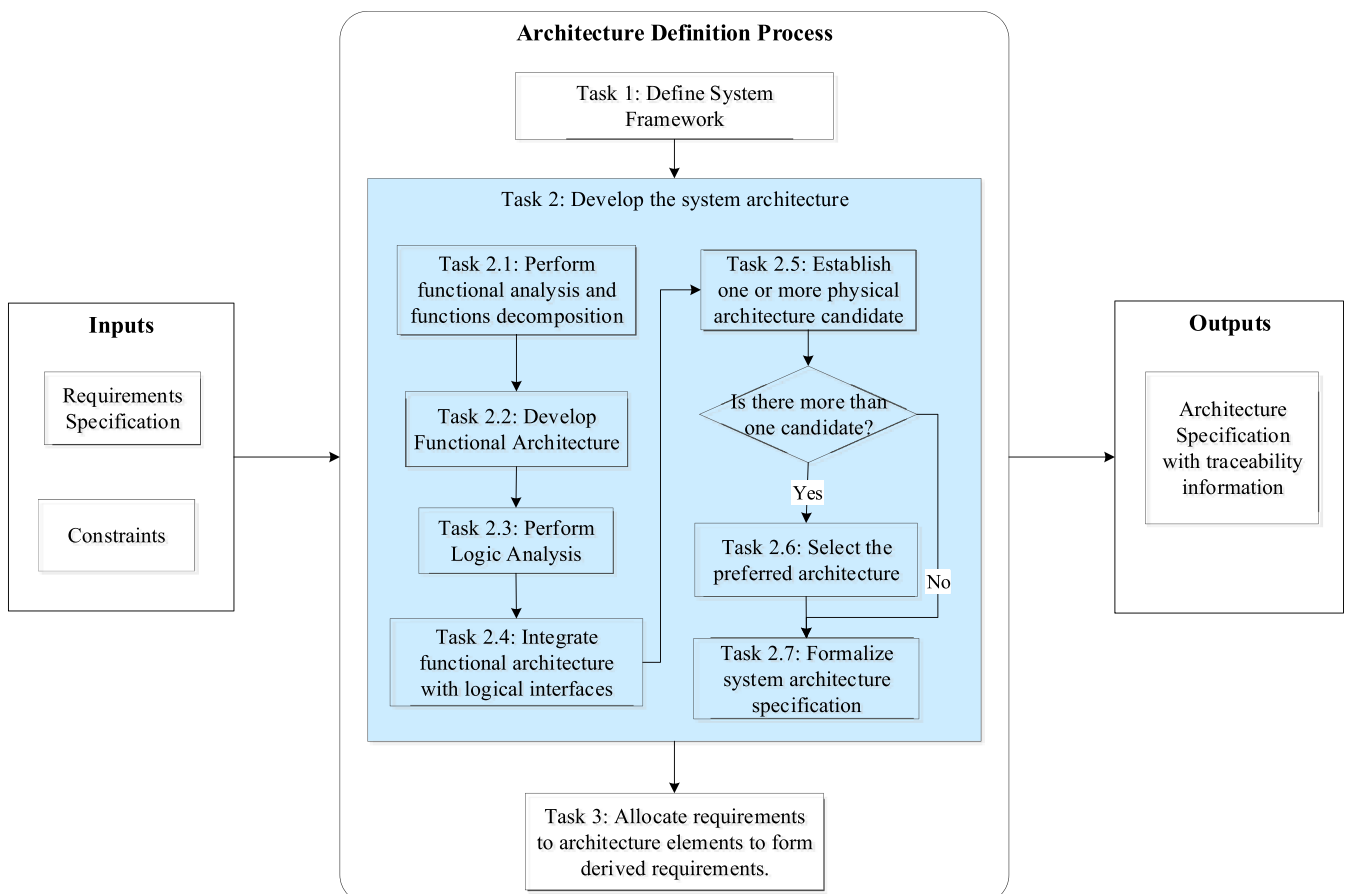 Architecture Definition Process
Task 1: Define System
Framework
Task 2: Develop the system architecture
Task 2.1: Perform
functional analysis and
functions decomposition
Task 2.2: Develop
Functional Architecture
Task 2.3: Perform
Logic Analysis
Task 2.4: Integrate
functional architecture
with logical interfaces
Task 2.5: Establish
one or more physical
architecture candidate
Is there more than
one candidate?
Yes
No
Task 2.6: Select the
preferred architecture
Task 2.7: Formalize
system architecture
specification
Task 3: Allocate requirements
to architecture elements to form
derived requirements.
Inputs
Requirements
Specification
Constraints
Outputs
Architecture
Specification
with traceability
information